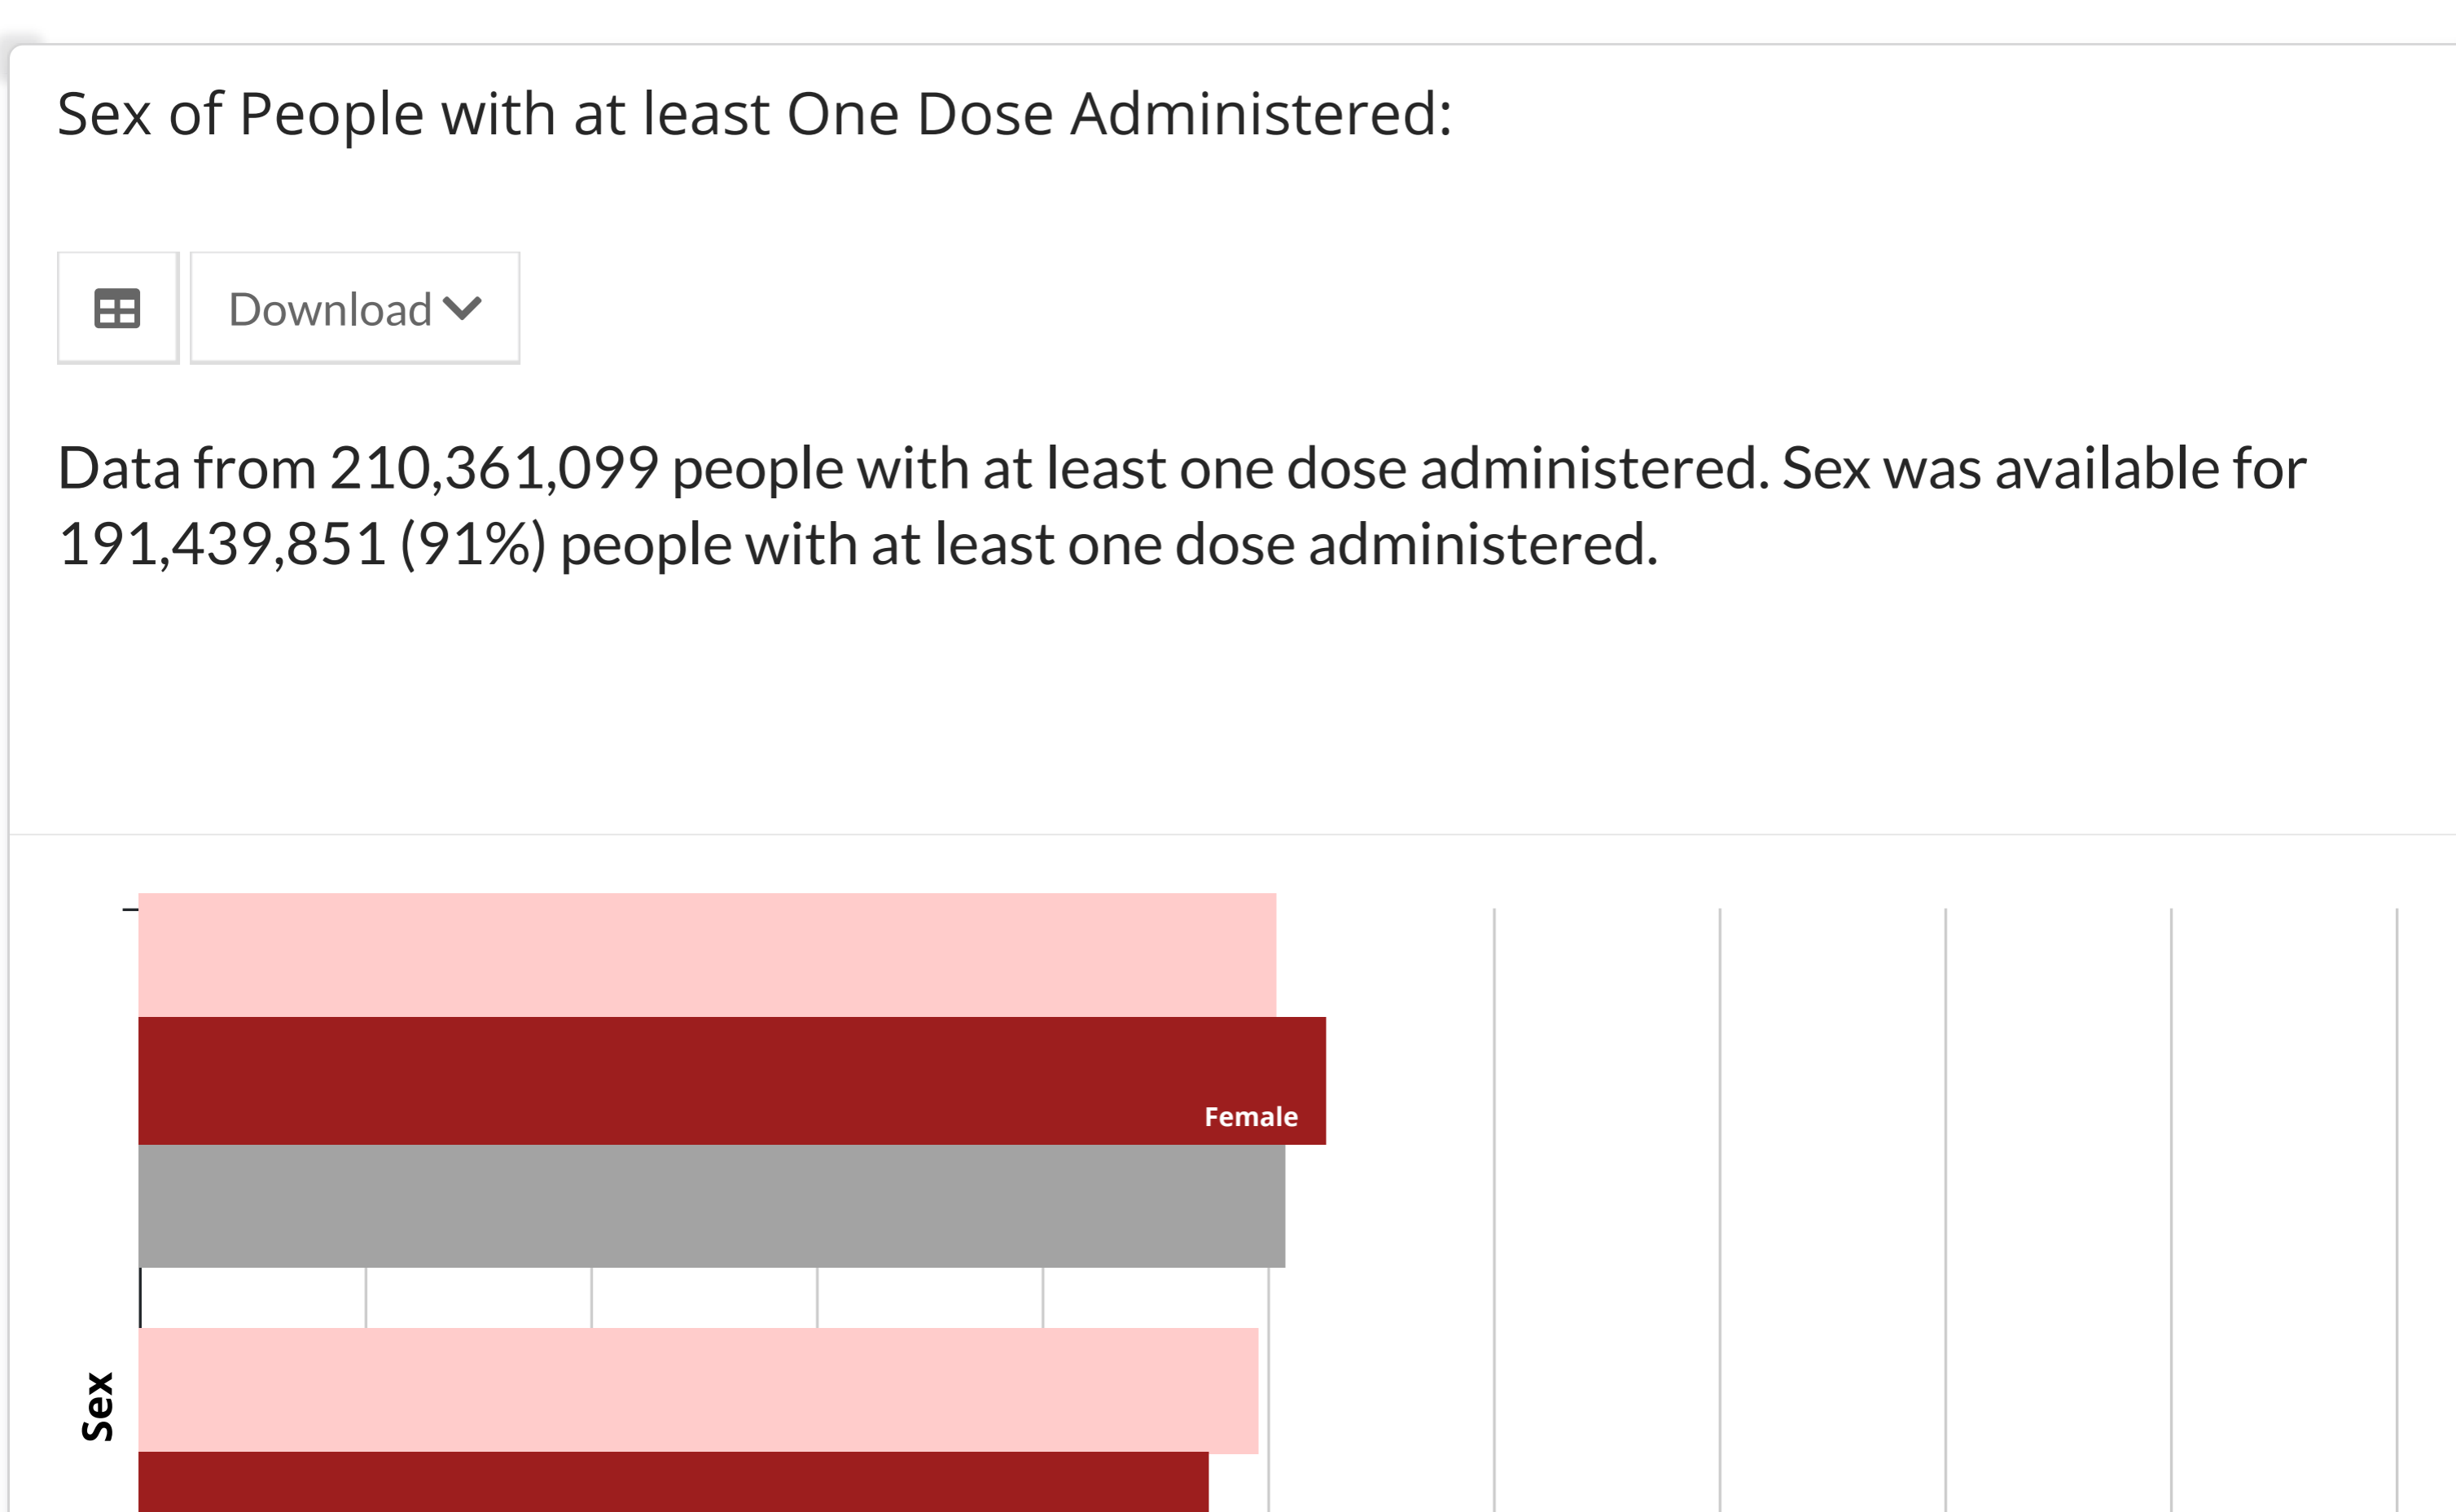 Sex of People with at least One Dose Administered:
Download
Data from 210,361,099 people with at least one dose administered. Sex was available for
191,439,851 (91%) people with at least one dose administered.
Female
Sex